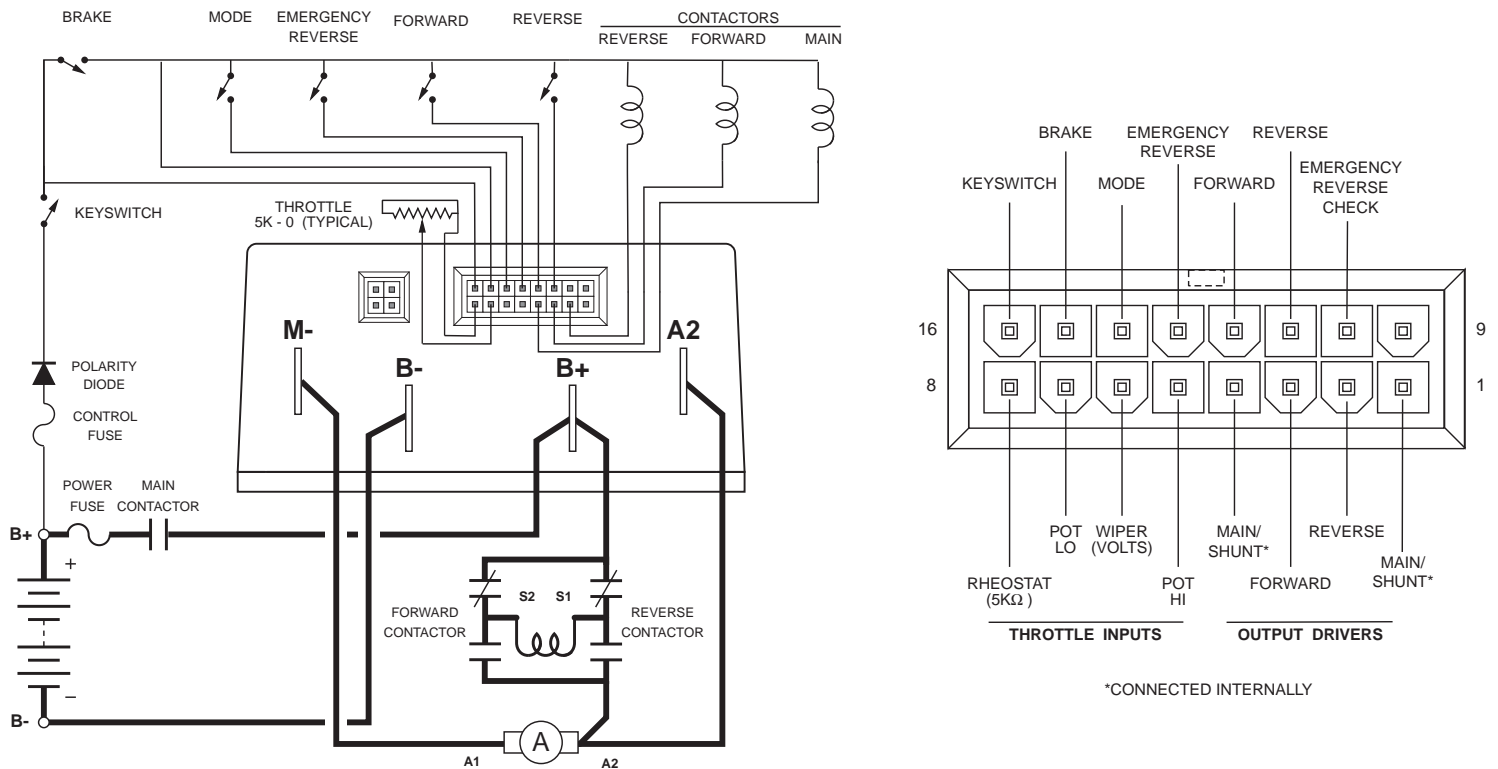 BRAKE
MODE
EMERGENCY
REVERSE
FORWARD
REVERSE
CONTACTORS
REVERSE
FORWARD
MAIN
KEYSWITCH
THROTTLE
5K - 0 (TYPICAL)
M-
B-
B+
A2
POLARITY
DIODE
CONTROL
FUSE
POWER
FUSE
MAIN
CONTACTOR
B+
+
FORWARD
CONTACTOR
S2
S1
REVERSE
CONTACTOR
–
B-
A
A1
A2
BRAKE
EMERGENCY
REVERSE
REVERSE
KEYSWITCH
MODE
FORWARD
EMERGENCY
REVERSE
CHECK
16
9
8
1
POT
LO
WIPER
(VOLTS)
MAIN/
SHUNT*
REVERSE
RHEOSTAT
(5KΩ )
POT
HI
FORWARD
MAIN/
SHUNT*
THROTTLE INPUTS
OUTPUT DRIVERS
*CONNECTED INTERNALLY